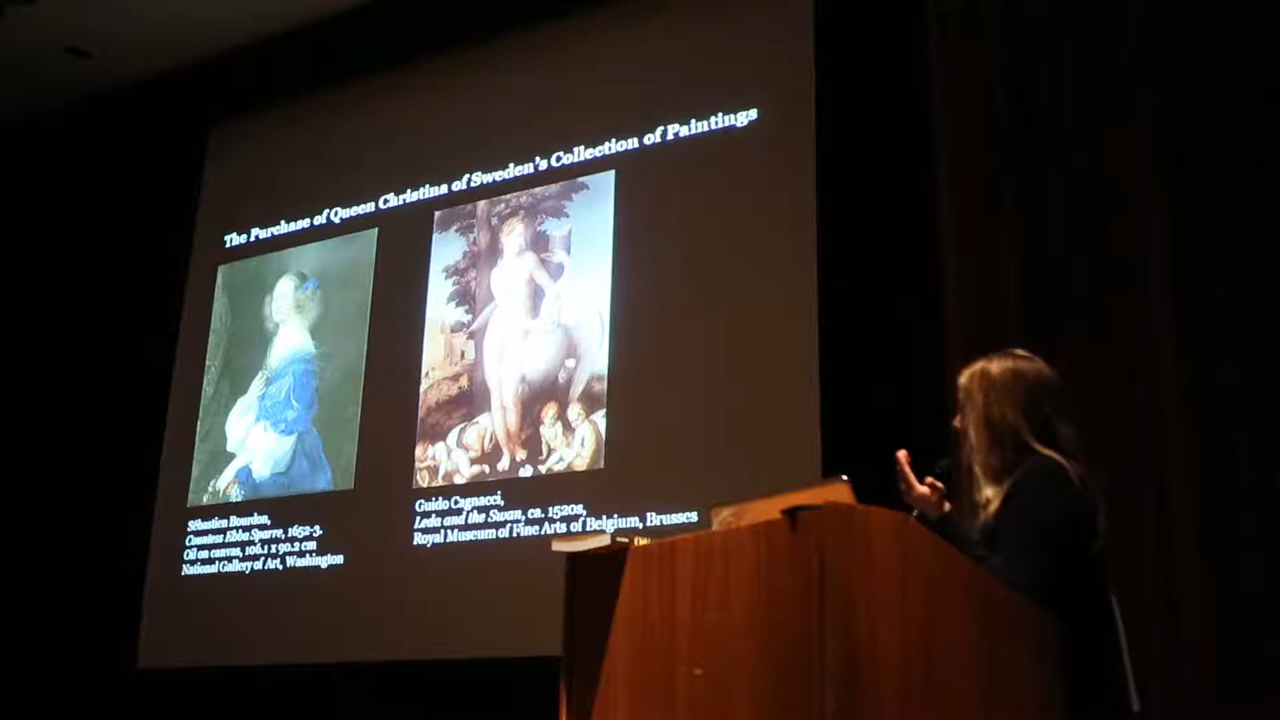 The Purchase of Queen Christina of Sweden's Collection of Paintings
Sébastien Bourdon,
Countess Ebba Sparre, 1652-3.
Oil on canvas, 106.1 x 90.2 cm
National Gallery of Art, Washington
Guido Cagnacci,
Leda and the Swan, ca. 1520s,
Royal Museum of Fine Arts of Belgium, Brusses